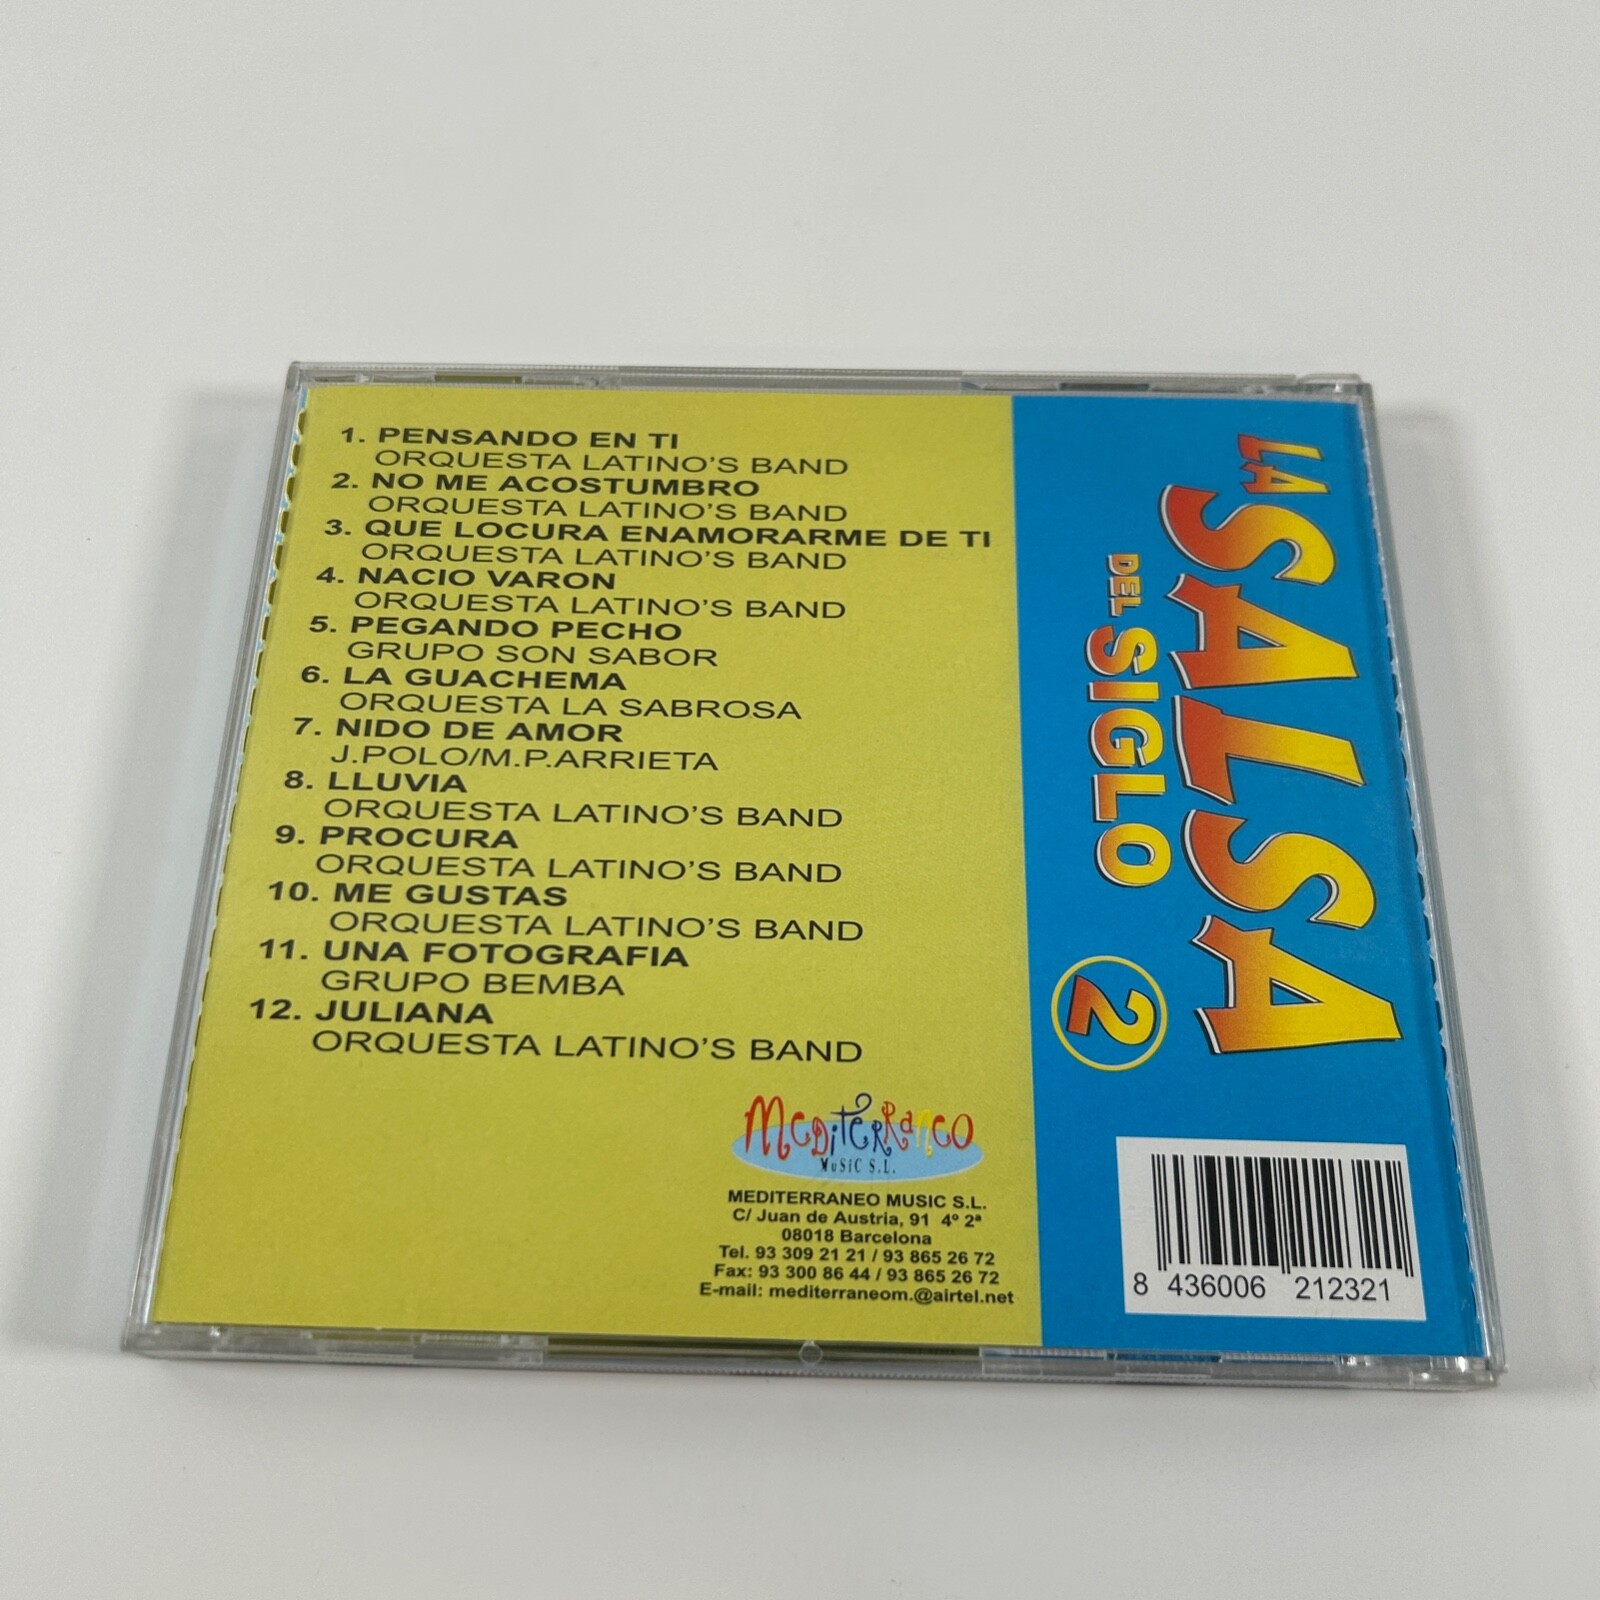 1. PENSANDO EN TI
ORQUESTA LATINO'S BAND
2. NO ME ACOSTUMBRO
ORQUESTA LATINO'S BAND
3. QUE LOCURA ENAMORARME DE TI
ORQUESTA LATINO'S BAND
4. NACIO VARON
ORQUESTA LATINO'S BAND
5. PEGANDO PECHO
GRUPO SON SABOR
6. LA GUACHEMA
ORQUESTA LA SABROSA
7. NIDO DE AMOR
J.POLO/M.P.ARRIETA
8. LLUVIA
ORQUESTA LATINO'S BAND
9. PROCURA
ORQUESTA LATINO'S BAND
10. ME GUSTAS
ORQUESTA LATINO'S BAND
11. UNA FOTOGRAFIA
GRUPO BEMBA
12. JULIANA
ORQUESTA LATINO'S BAND
MEDiTERRaNEO
MuSiC S.L.
MEDITERRANEO MUSIC S.L.
C/ Juan de Austria, 91 4º 2ª
08018 Barcelona
Tel. 93 309 21 21 / 93 865 26 72
Fax: 93 300 86 44 / 93 865 26 72
E-mail: mediterraneom.@airtel.net
LA SALSA
DEL SIGLO 2
8 436006 212321